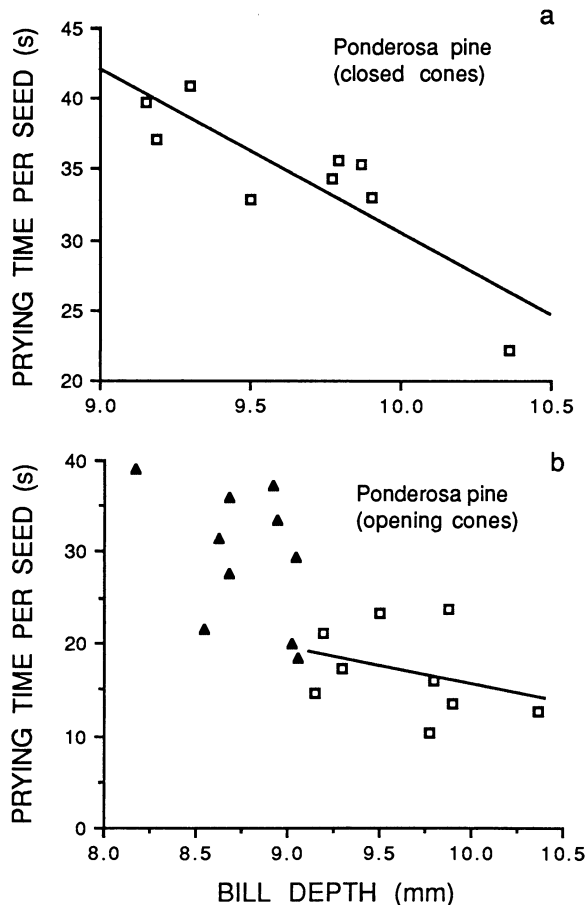 a
Ponderosa pine
(closed cones)
PRYING TIME PER SEED (s)
45
40
35
30
25
20
9.0 9.5 10.0 10.5
b
Ponderosa pine
(opening cones)
PRYING TIME PER SEED (s)
40
30
20
10
0
8.0 8.5 9.0 9.5 10.0 10.5
BILL DEPTH (mm)